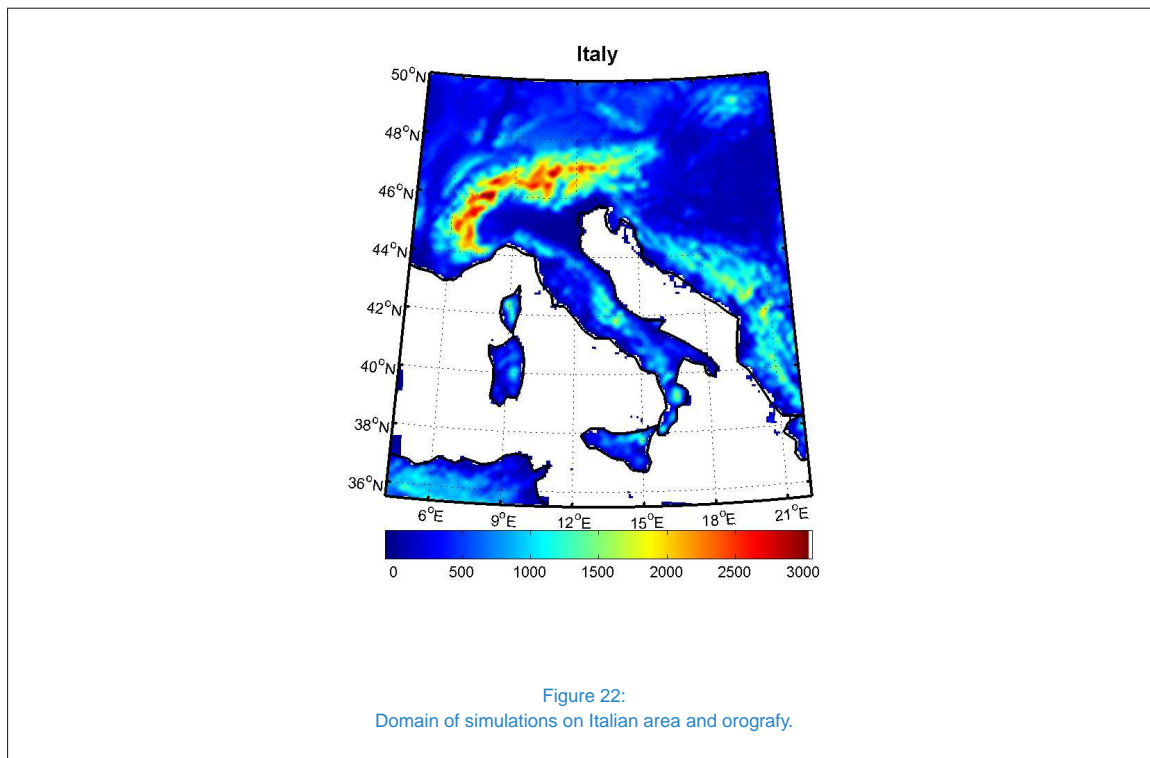 Italy
50°N
48°N
46°N
44°N
42°N
40°N
38°N
36°N
6°E 9°E 12°E 15°E 18°E 21°E
0 500 1000 1500 2000 2500 3000
Figure 22:
Domain of simulations on Italian area and orografy.